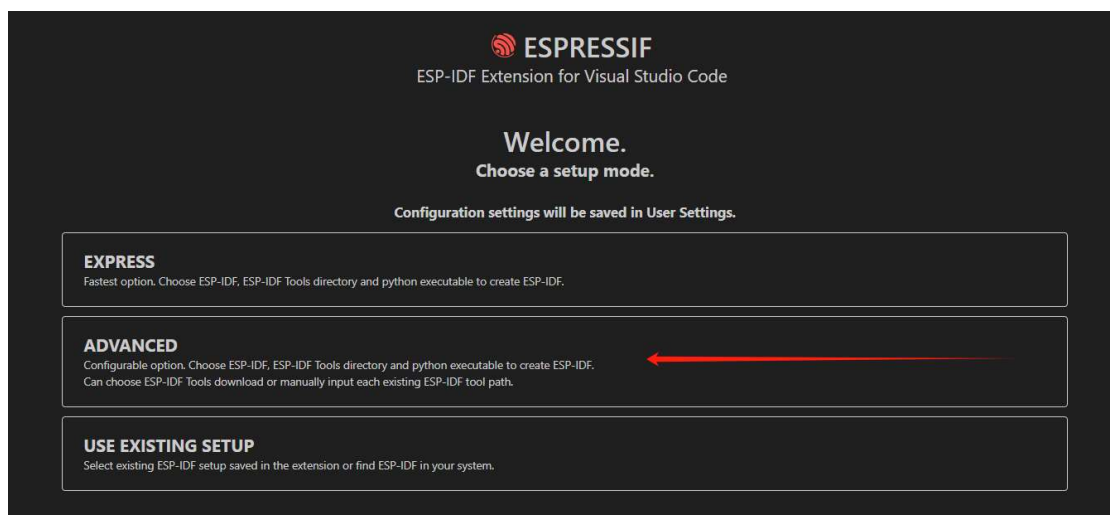 ESPRESSIF
ESP-IDF Extension for Visual Studio Code
Welcome.
Choose a setup mode.
Configuration settings will be saved in User Settings.
EXPRESS
Fastest option. Choose ESP-IDF, ESP-IDF Tools directory and python executable to create ESP-IDF.
ADVANCED
Configurable option. Choose ESP-IDF, ESP-IDF Tools directory and python executable to create ESP-IDF.
Can choose ESP-IDF Tools download or manually input each existing ESP-IDF tool path.
USE EXISTING SETUP
Select existing ESP-IDF setup saved in the extension or find ESP-IDF in your system.